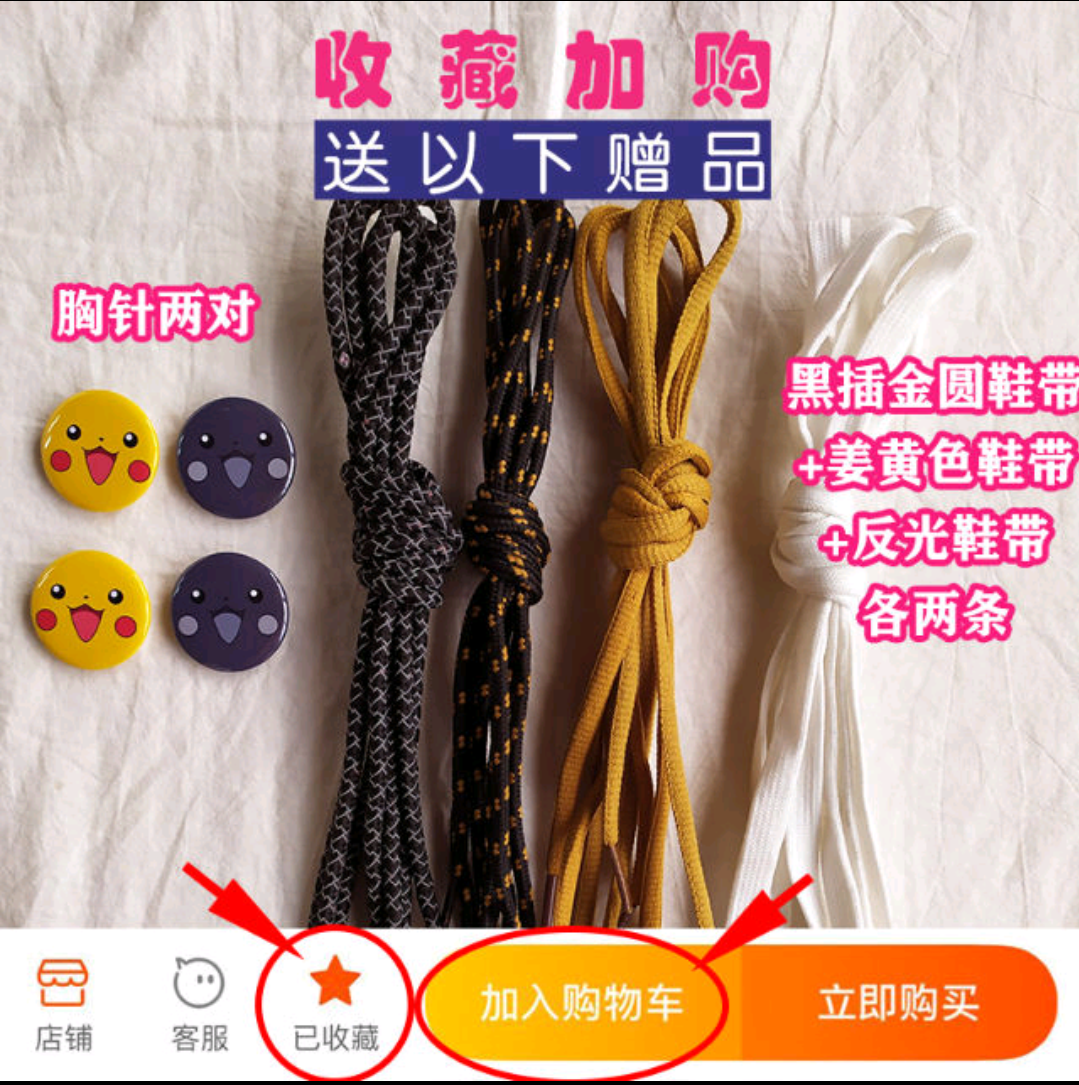 收藏加购
送以下赠品
胸针两对
黑插金圆鞋带
+姜黄色鞋带
+反光鞋带
各两条
店铺
客服
已收藏
加入购物车
立即购买